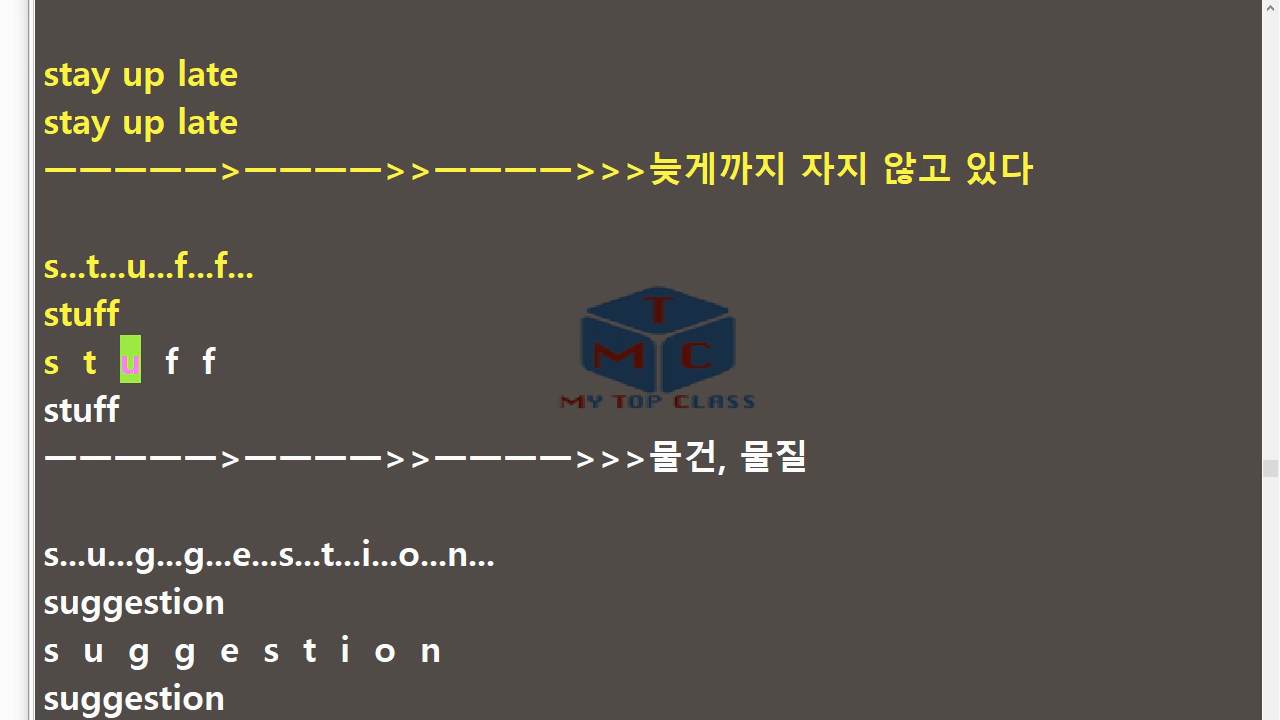 stay up late
stay up late
—————>————>>————>>>늦게까지 자지 않고 있다
s...t...u...f...f...
stuff
s t u f f
stuff
—————>————>>————>>>물건, 물질
T
M C
MY TOP CLASS
s...u...g...g...e...s...t...i...o...n...
suggestion
s u g g e s t i o n
suggestion